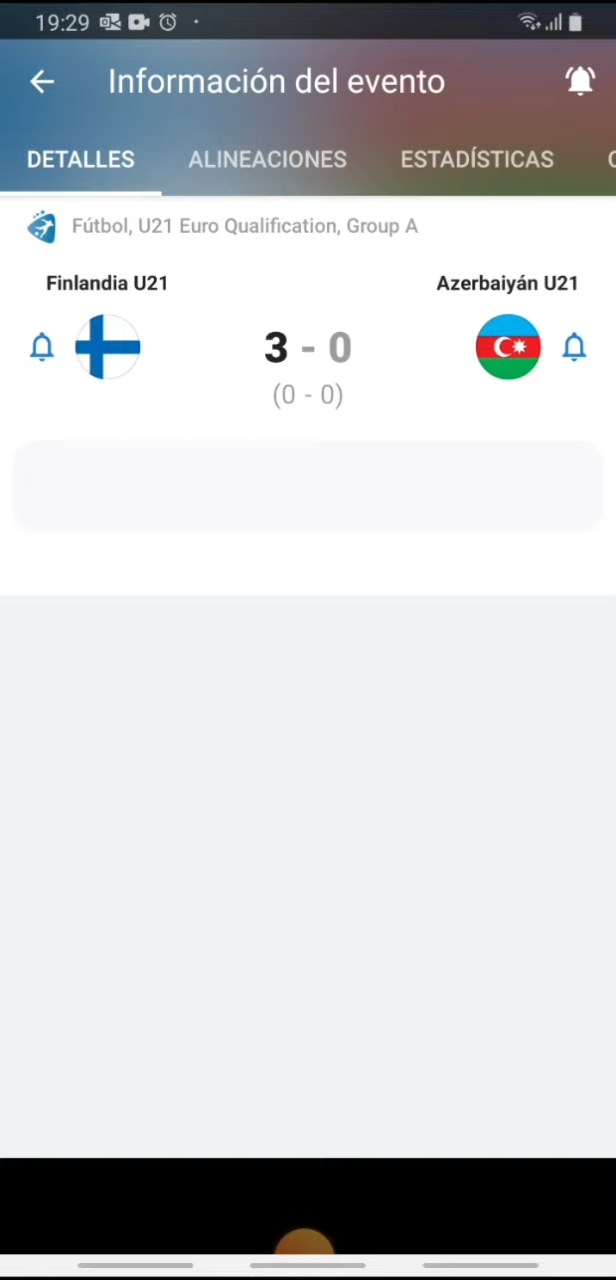 19:29
Información del evento
DETALLES ALINEACIONES ESTADÍSTICAS
Fútbol, U21 Euro Qualification, Group A
Finlandia U21 Azerbaiyán U21
3 - 0
(0 - 0)